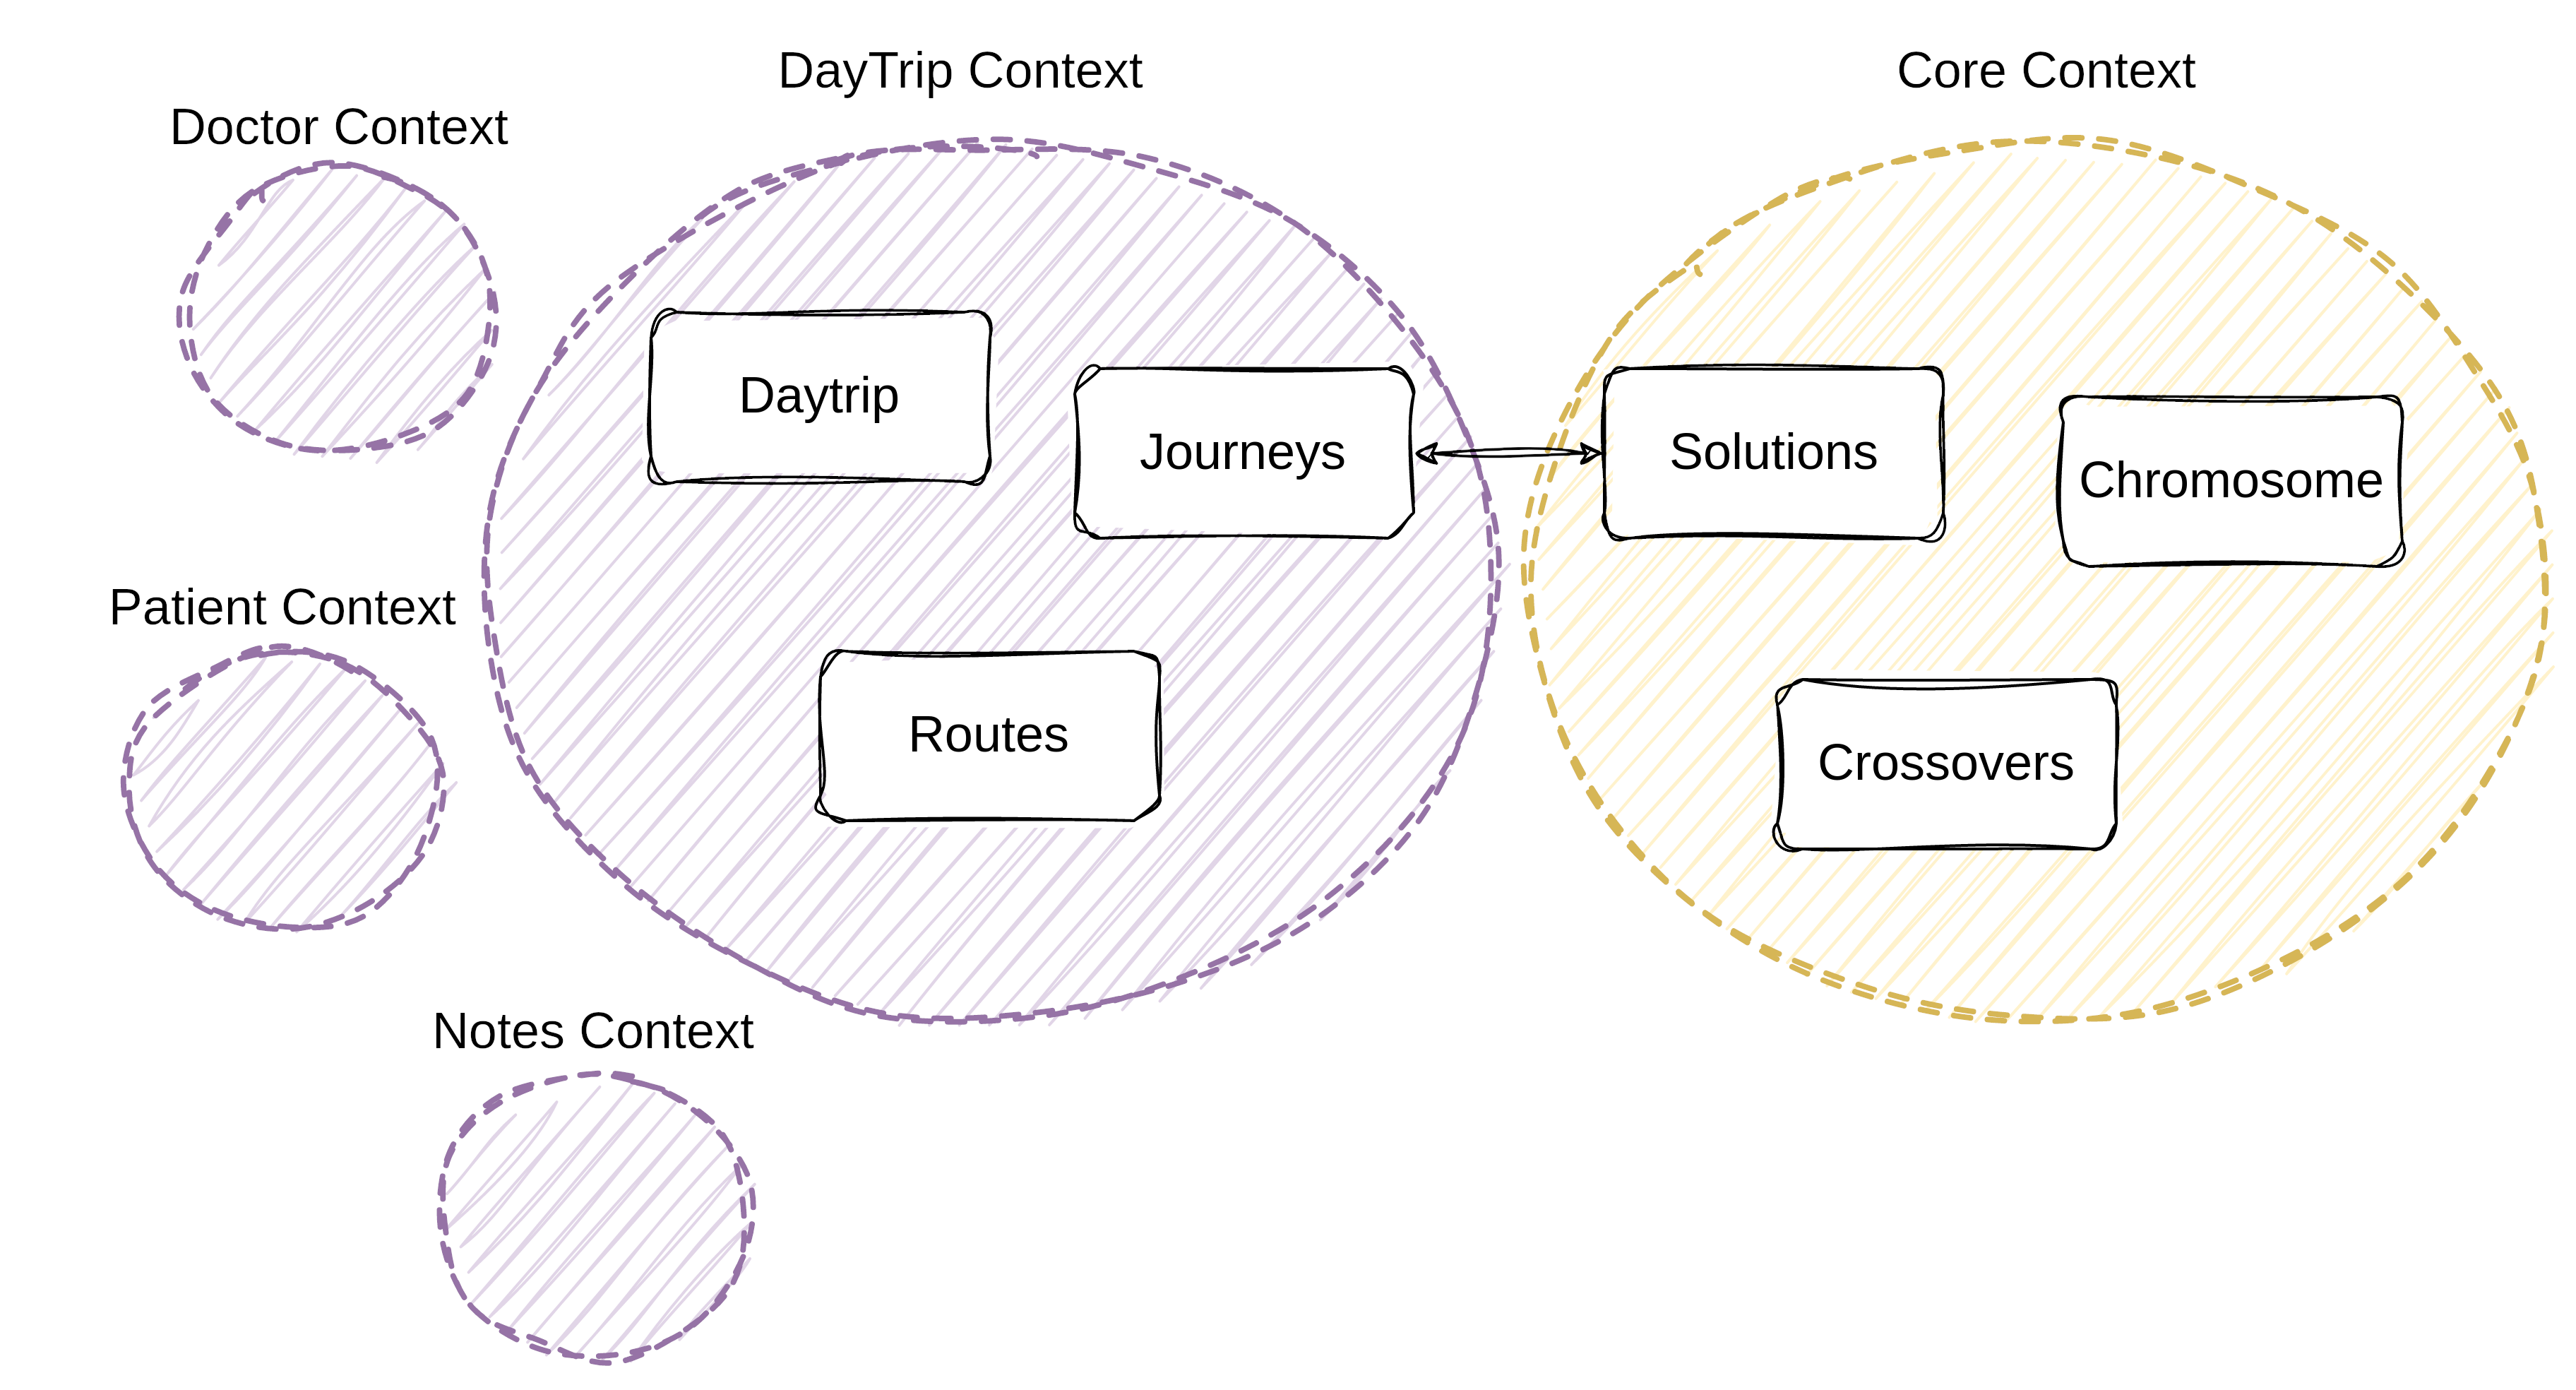 DayTrip Context
Core Context
Doctor Context
Daytrip
Journeys
Solutions
Chromosome
Patient Context
Routes
Crossovers
Notes Context